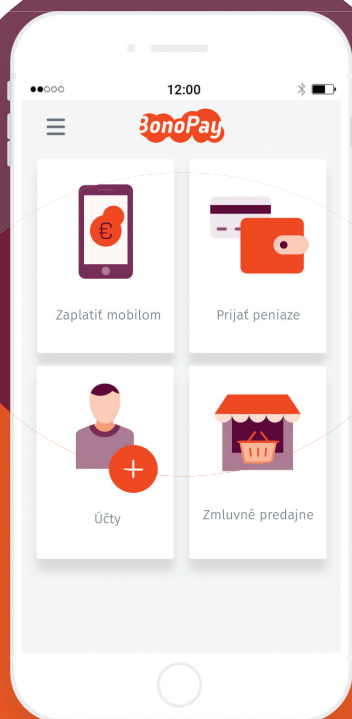 12:00
BonoPay
€
Zaplatiť mobilom
Prijať peniaze
Účty
Zmluvné predajne